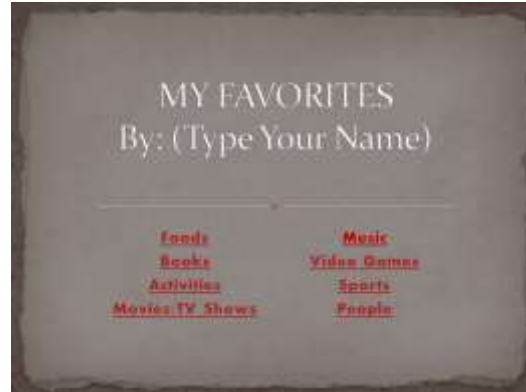 MY FAVORITES
By: (Type Your Name)
Foods
Books
Activities
Movies/TV Shows
Music
Video Games
Sports
People